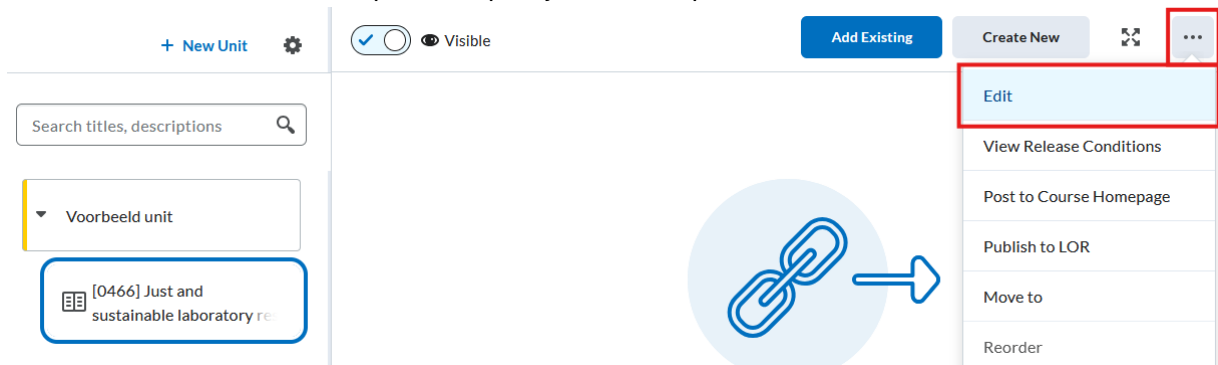 + New Unit
Visible
Add Existing
Create New
...
Edit
Search titles, descriptions
View Release Conditions
Post to Course Homepage
Voorbeeld unit
Publish to LOR
[0466] Just and
sustainable laboratory
Move to
Reorder